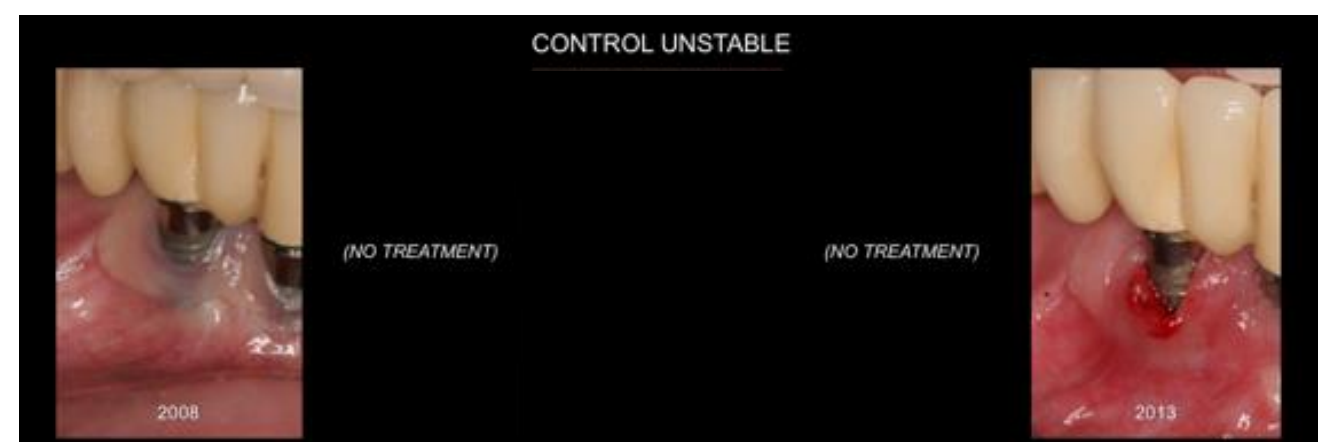 CONTROL UNSTABLE
(NO TREATMENT)
(NO TREATMENT)
2008
2013